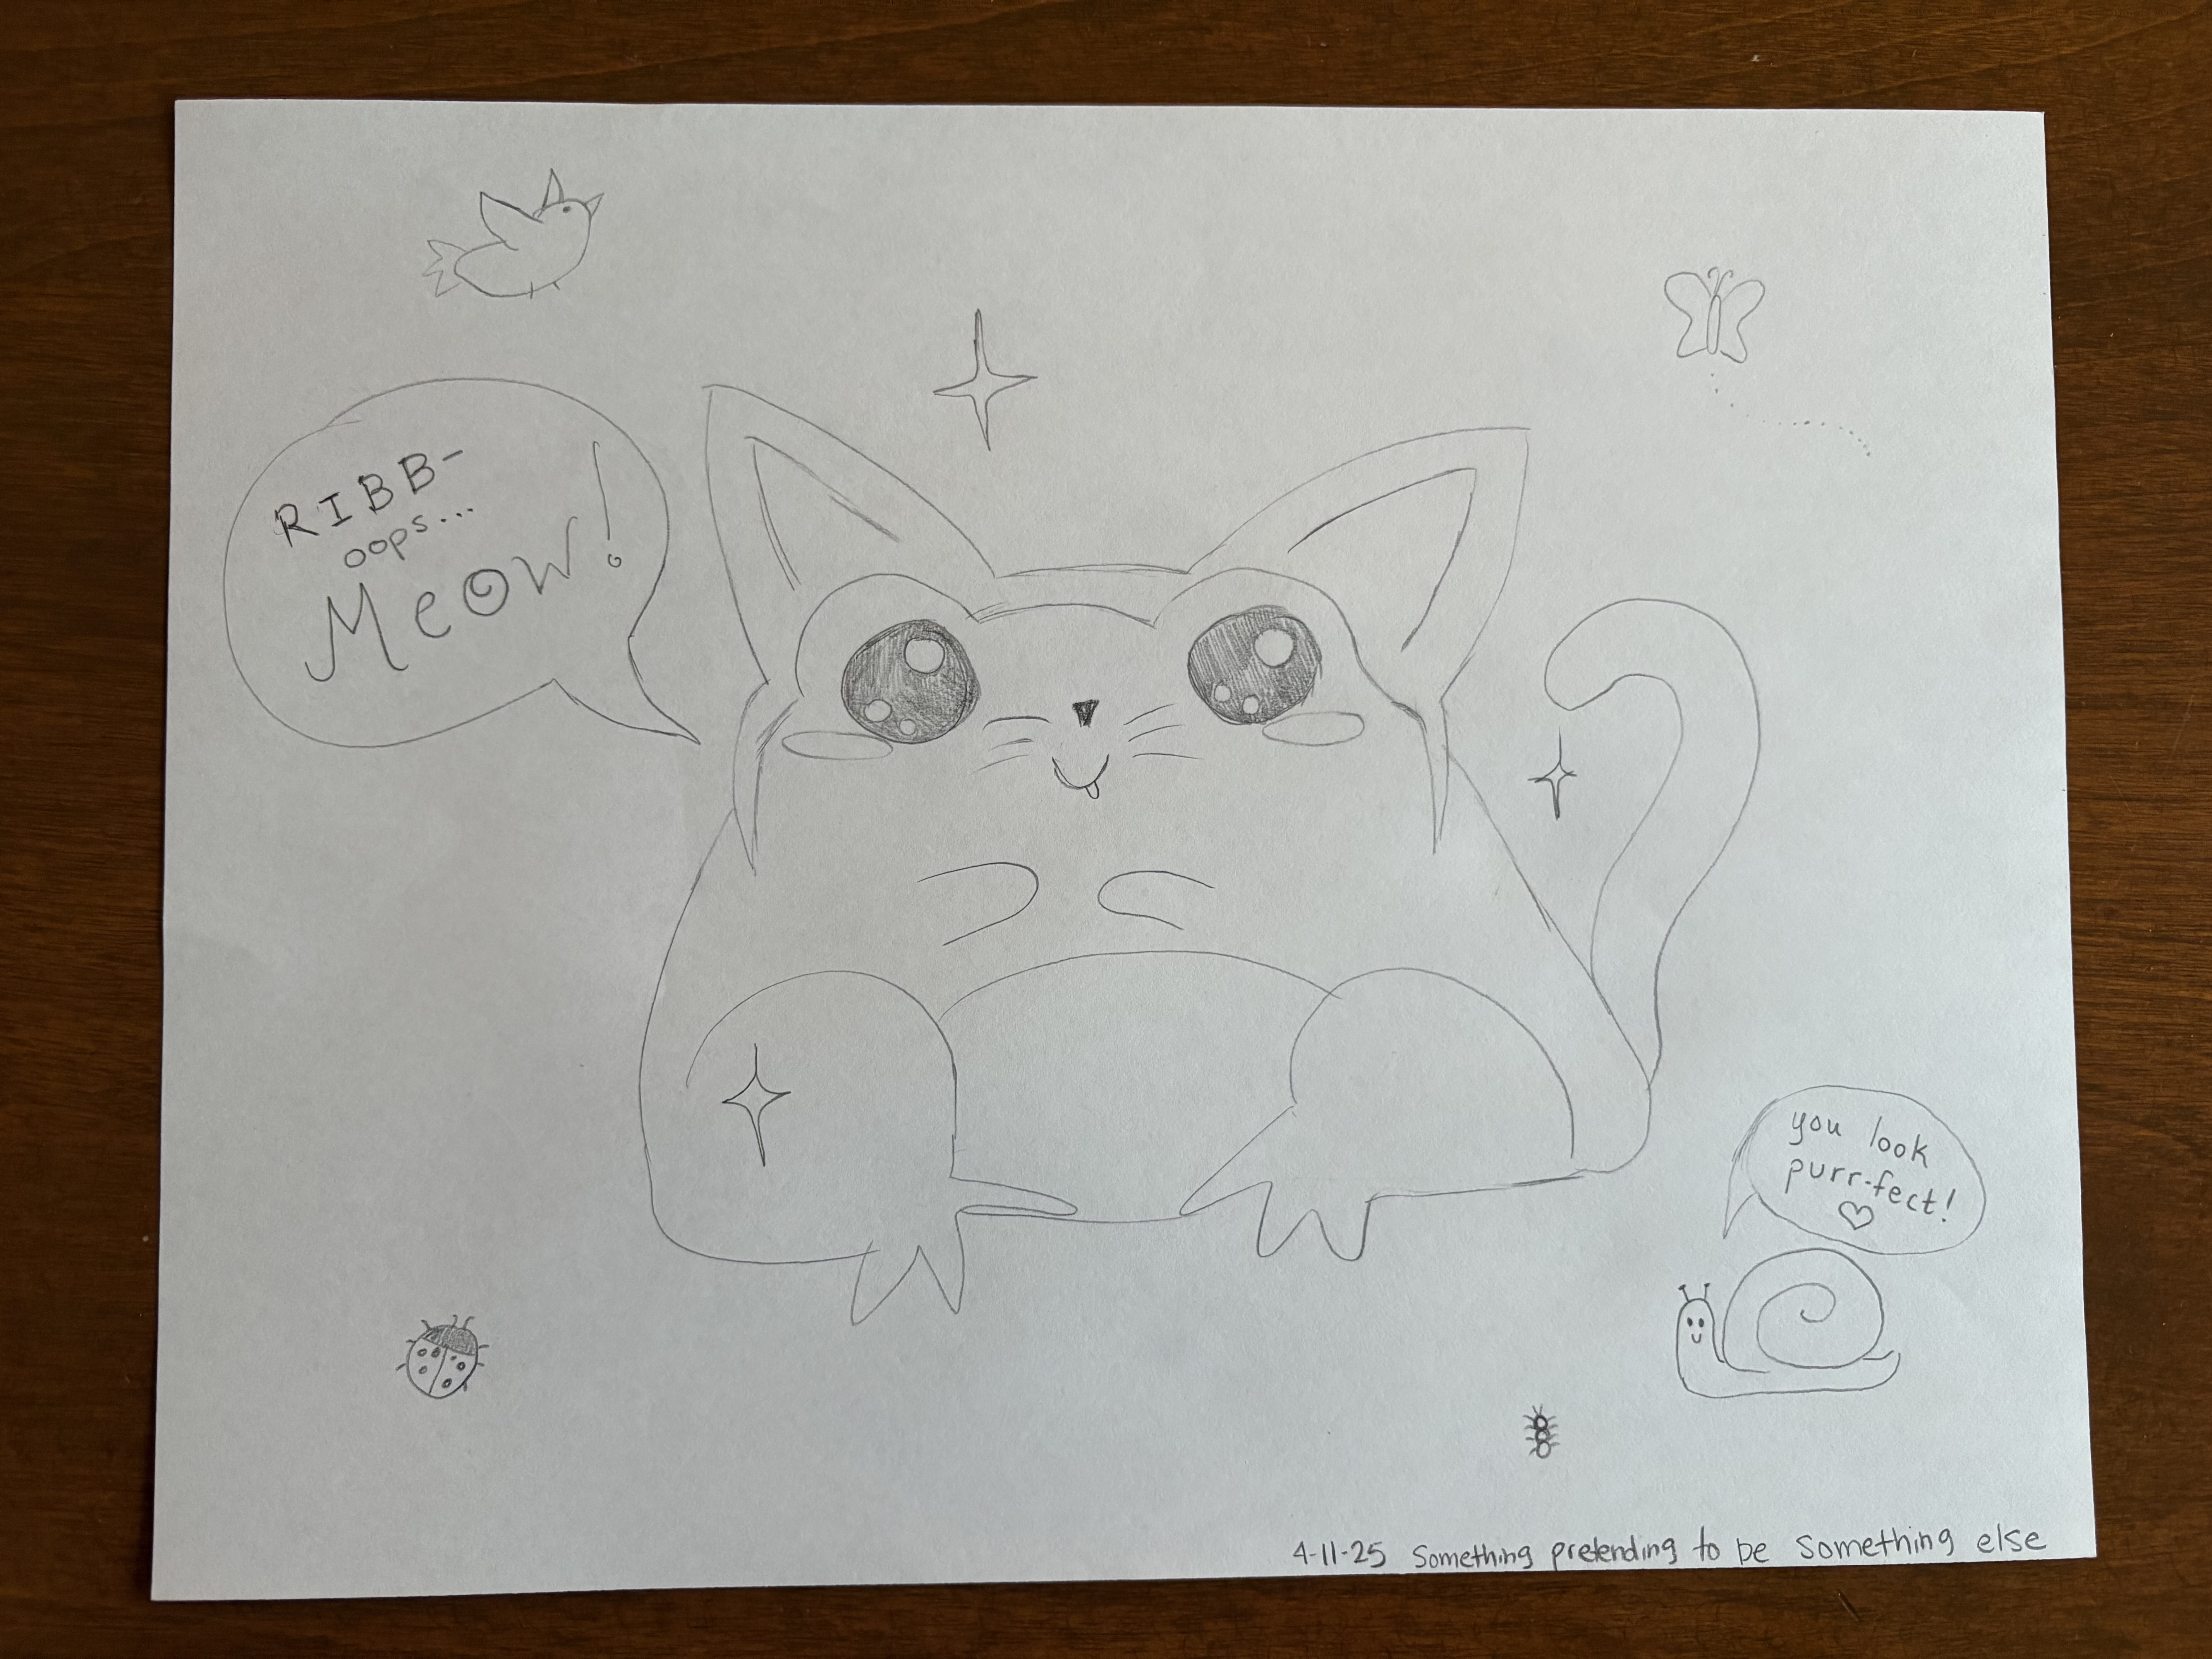 RIBB-
oops...
Meow!
you look
purr-fect!
4-11-25 Something pretending to be something else